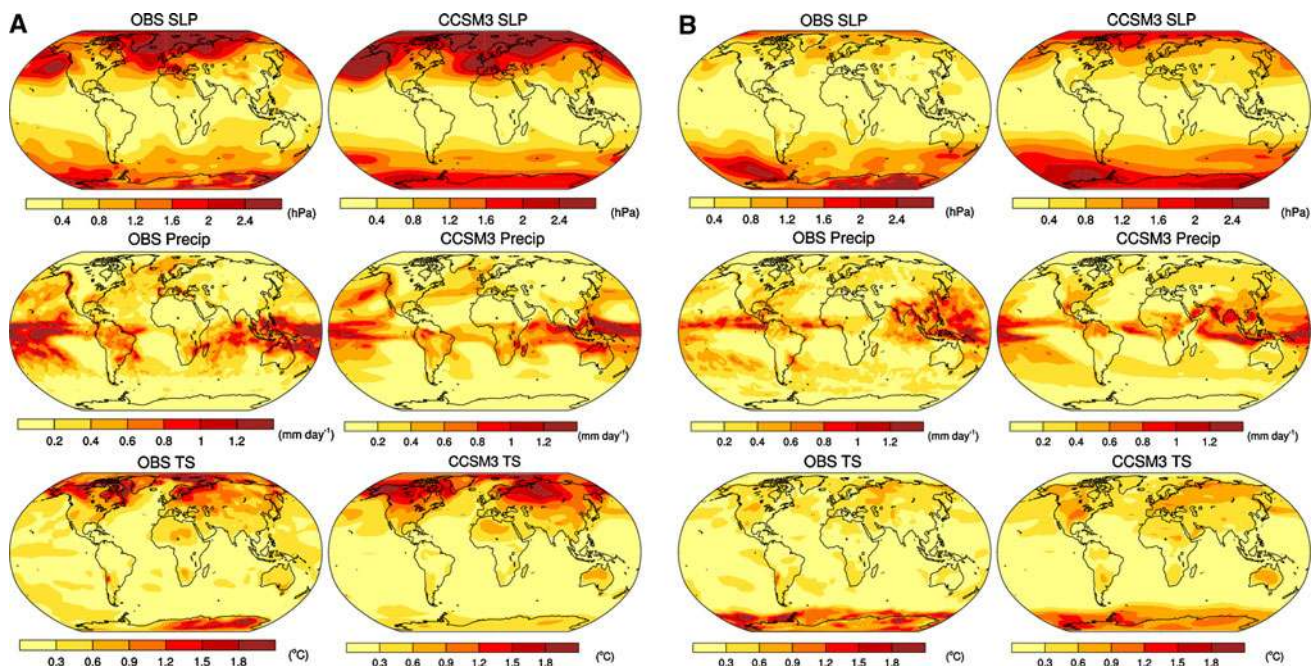 A
OBS SLP
CCSM3 SLP
0.4 0.8 1.2 1.6 2 2.4 (hPa)
0.4 0.8 1.2 1.6 2 2.4 (hPa)
OBS Precip
CCSM3 Precip
0.2 0.4 0.6 0.8 1 1.2 (mm day⁻¹)
0.2 0.4 0.6 0.8 1 1.2
OBS TS
CCSM3 TS
0.3 0.6 0.9 1.2 1.5 1.8 (°C)
0.3 0.6 0.9 1.2 1.5 1.8 (°C)
B
OBS SLP
CCSM3 SLP
0.4 0.8 1.2 1.6 2 2.4 (hPa)
0.4 0.8 1.2 1.6 2 2.4 (hPa)
OBS Precip
CCSM3 Precip
0.2 0.4 0.6 0.8 1 1.2 (mm day⁻¹)
0.2 0.4 0.6 0.8 1 1.2 (mm day⁻¹)
OBS TS
CCSM3 TS
0.3 0.6 0.9 1.2 1.5 1.8 (°C)
0.3 0.6 0.9 1.2 1.5 1.8 (°C)